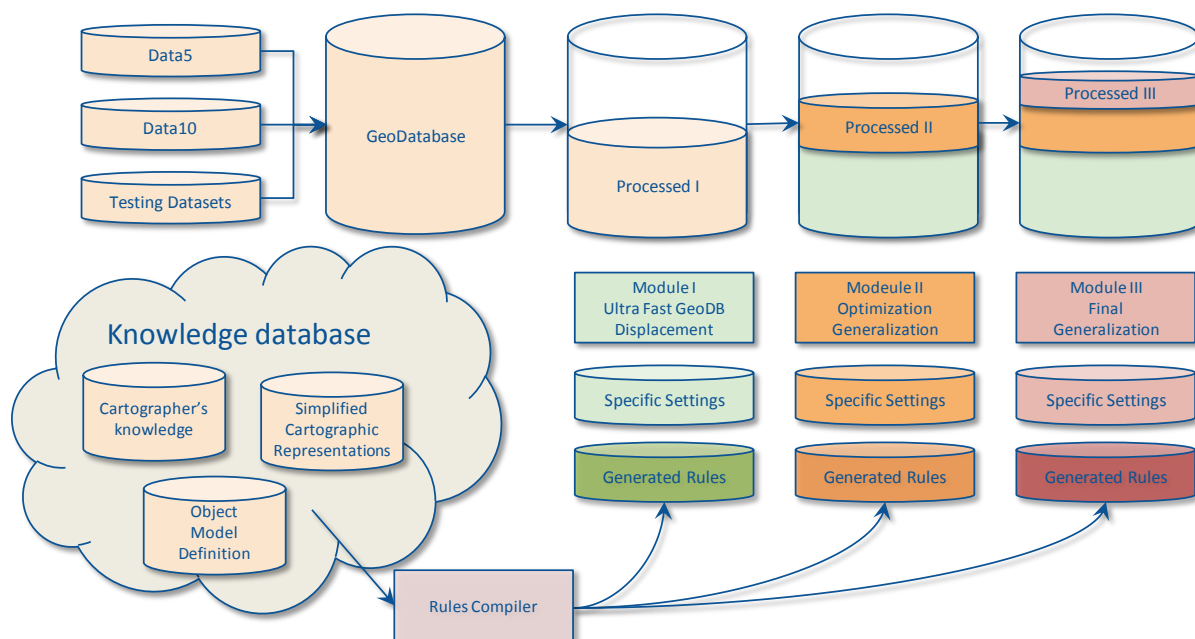 Data5
Data10
Testing Datasets
GeoDatabase
Processed I
Processed II
Processed III
Knowledge database
Cartographer's
knowledge
Simplified
Cartographic
Representations
Object
Model
Definition
Module I
Ultra Fast GeoDB
Displacement
Modeule II
Optimization
Generalization
Module III
Final
Generalization
Specific Settings
Specific Settings
Specific Settings
Generated Rules
Generated Rules
Generated Rules
Rules Compiler